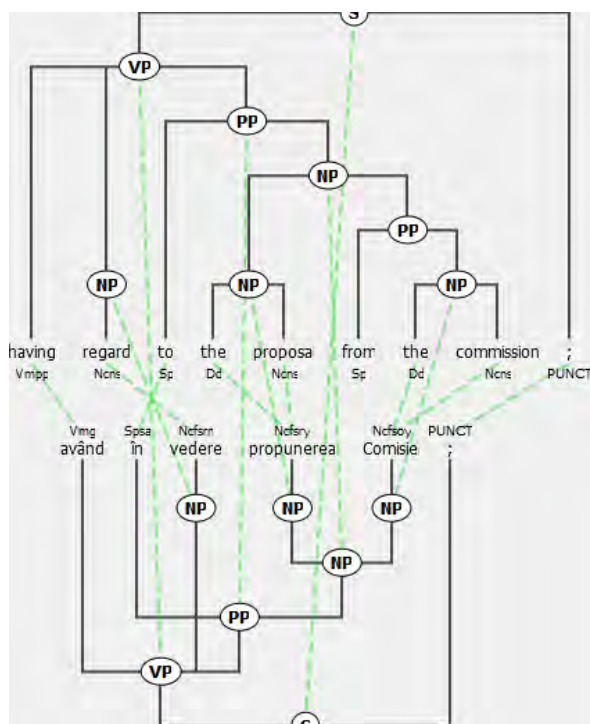 S
VP
PP
NP
PP
NP NP NP
having regard to the proposa from the commission ;
Vmpp Ncns Sp Dd Ncns Sp Dd Ncns PUNCT
Vmg Spsa Ncfsrn Ncfsry Ncfsoy PUNCT
având în vedere propunerea Comisie ;
NP NP NP
NP
PP
VP
S